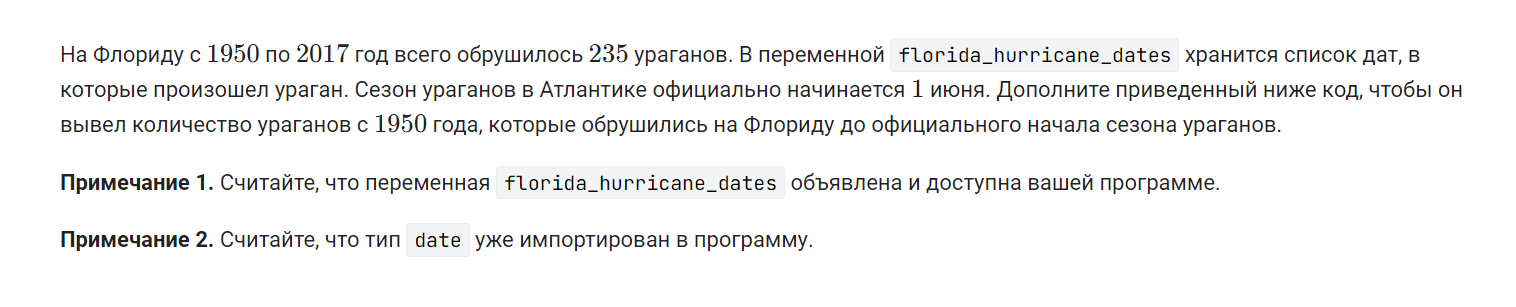 На Флориду с 1950 по 2017 год всего обрушилось 235 ураганов. В переменной florida_hurricane_dates хранится список дат, в
которые произошел ураган. Сезон ураганов в Атлантике официально начинается 1 июня. Дополните приведенный ниже код, чтобы он
вывел количество ураганов с 1950 года, которые обрушились на Флориду до официального начала сезона ураганов.
Примечание 1. Считайте, что переменная florida_hurricane_dates объявлена и доступна вашей программе.
Примечание 2. Считайте, что тип date уже импортирован в программу.